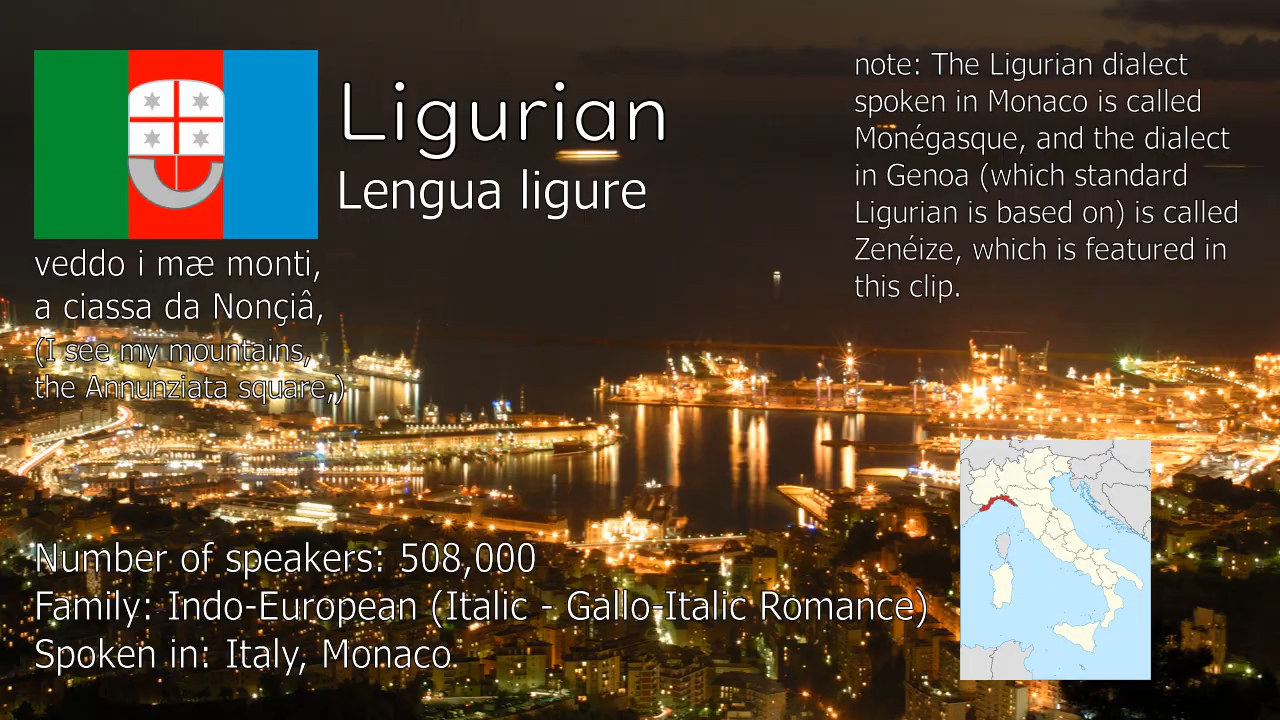 Ligurian
Lengua ligure
veddo i mæ monti,
a ciassa da Nonçiâ,
(I see my mountains,
the Annunziata square,)
note: The Ligurian dialect
spoken in Monaco is called
Monégasque, and the dialect
in Genoa (which standard
Ligurian is based on) is called
Zenéize, which is featured in
this clip.
Number of speakers: 508,000
Family: Indo-European (Italic - Gallo-Italic Romance)
Spoken in: Italy, Monaco